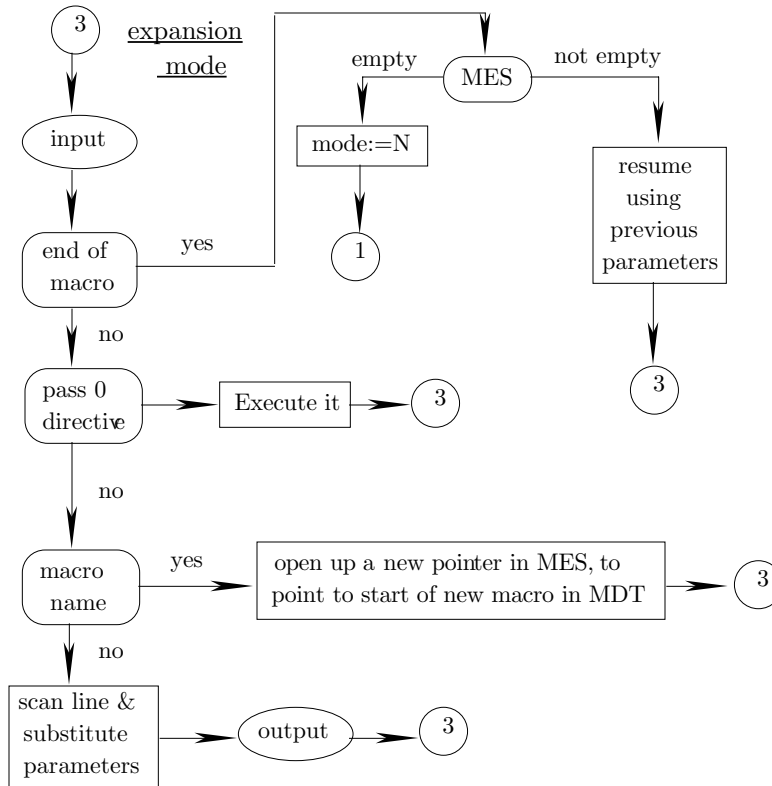 3
expansion
mode
empty
MES
not empty
input
mode:=N
resume
using
previous
parameters
end of
macro
yes
1
no
3
pass 0
directive
Execute it
3
no
macro
name
yes
open up a new pointer in MES, to
point to start of new macro in MDT
3
no
scan line &
substitute
parameters
output
3